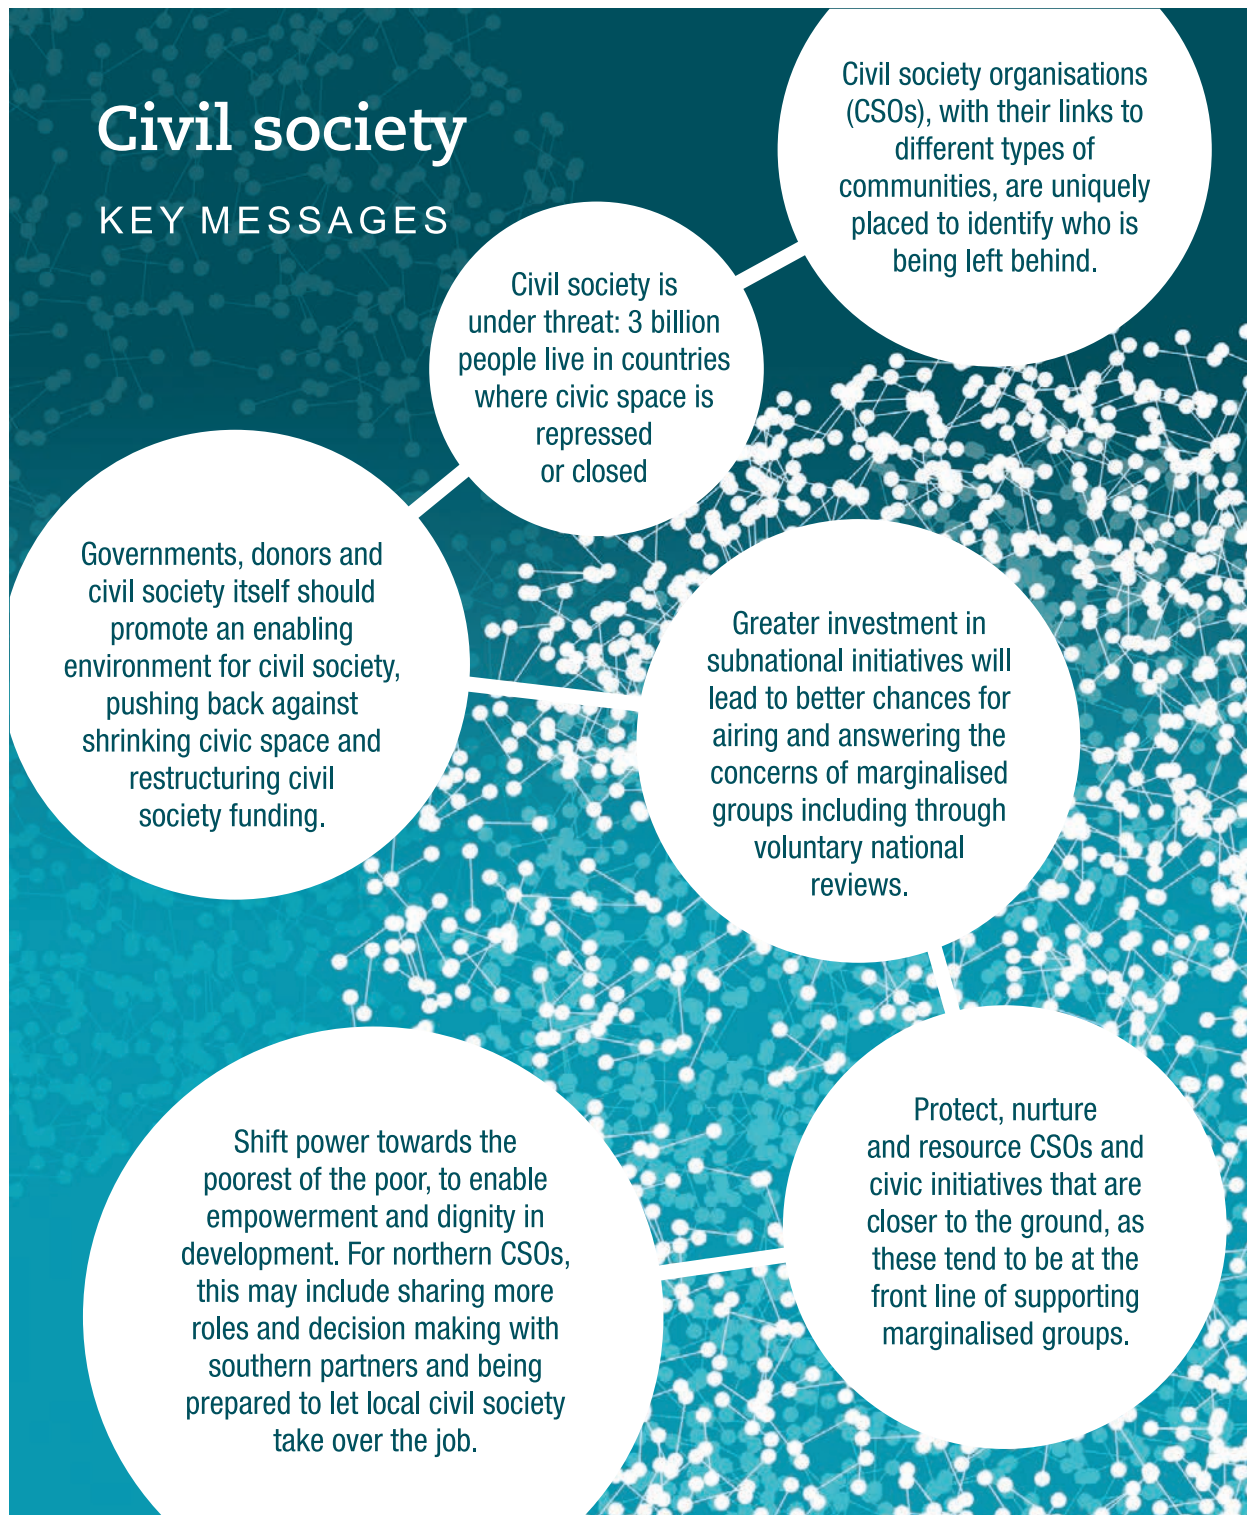 Civil society
KEY MESSAGES
Civil society organisations
(CSOs), with their links to
different types of
communities, are uniquely
placed to identify who is
being left behind.
Civil society is
under threat: 3 billion
people live in countries
where civic space is
repressed
or closed
Governments, donors and
civil society itself should
promote an enabling
environment for civil society,
pushing back against
shrinking civic space and
restructuring civil
society funding.
Greater investment in
subnational initiatives will
lead to better chances for
airing and answering the
concerns of marginalised
groups including through
voluntary national
reviews.
Protect, nurture
and resource CSOs and
civic initiatives that are
closer to the ground, as
these tend to be at the
front line of supporting
marginalised groups.
Shift power towards the
poorest of the poor, to enable
empowerment and dignity in
development. For northern CSOs,
this may include sharing more
roles and decision making with
southern partners and being
prepared to let local civil society
take over the job.